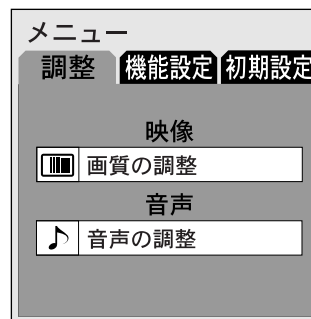 メニュー
調整 機能設定 初期設定
映像
画質の調整
音声
音声の調整